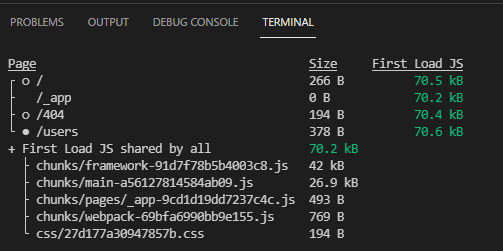 PROBLEMS OUTPUT DEBUG CONSOLE TERMINAL
Page Size First Load JS
┌ ○ / 266 B 70.5 kB
├   /_app 0 B 70.2 kB
├ ○ /404 194 B 70.4 kB
└ ● /users 378 B 70.6 kB
+ First Load JS shared by all 70.2 kB
├ chunks/framework-91d7f78b5b4003c8.js 42 kB
├ chunks/main-a56127814584ab09.js 26.9 kB
├ chunks/pages/_app-9cd1d19dd7237c4c.js 493 B
├ chunks/webpack-69bfa6990bb9e155.js 769 B
└ css/27d177a30947857b.css 194 B